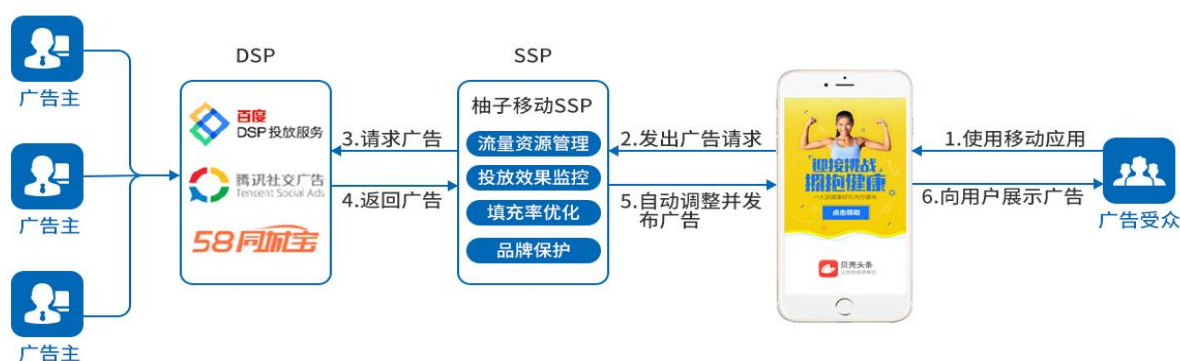 广告主
广告主
广告主
DSP
百度
DSP投放服务
腾讯社交广告
Tencent Social Ads
58同城宝
3.请求广告
4.返回广告
SSP
柚子移动SSP
流量资源管理
投放效果监控
填充率优化
品牌保护
2.发出广告请求
5.自动调整并发
布广告
迎接挑战
拥抱健康
点击领取
贝壳头条
1.使用移动应用
6.向用户展示广告
广告受众